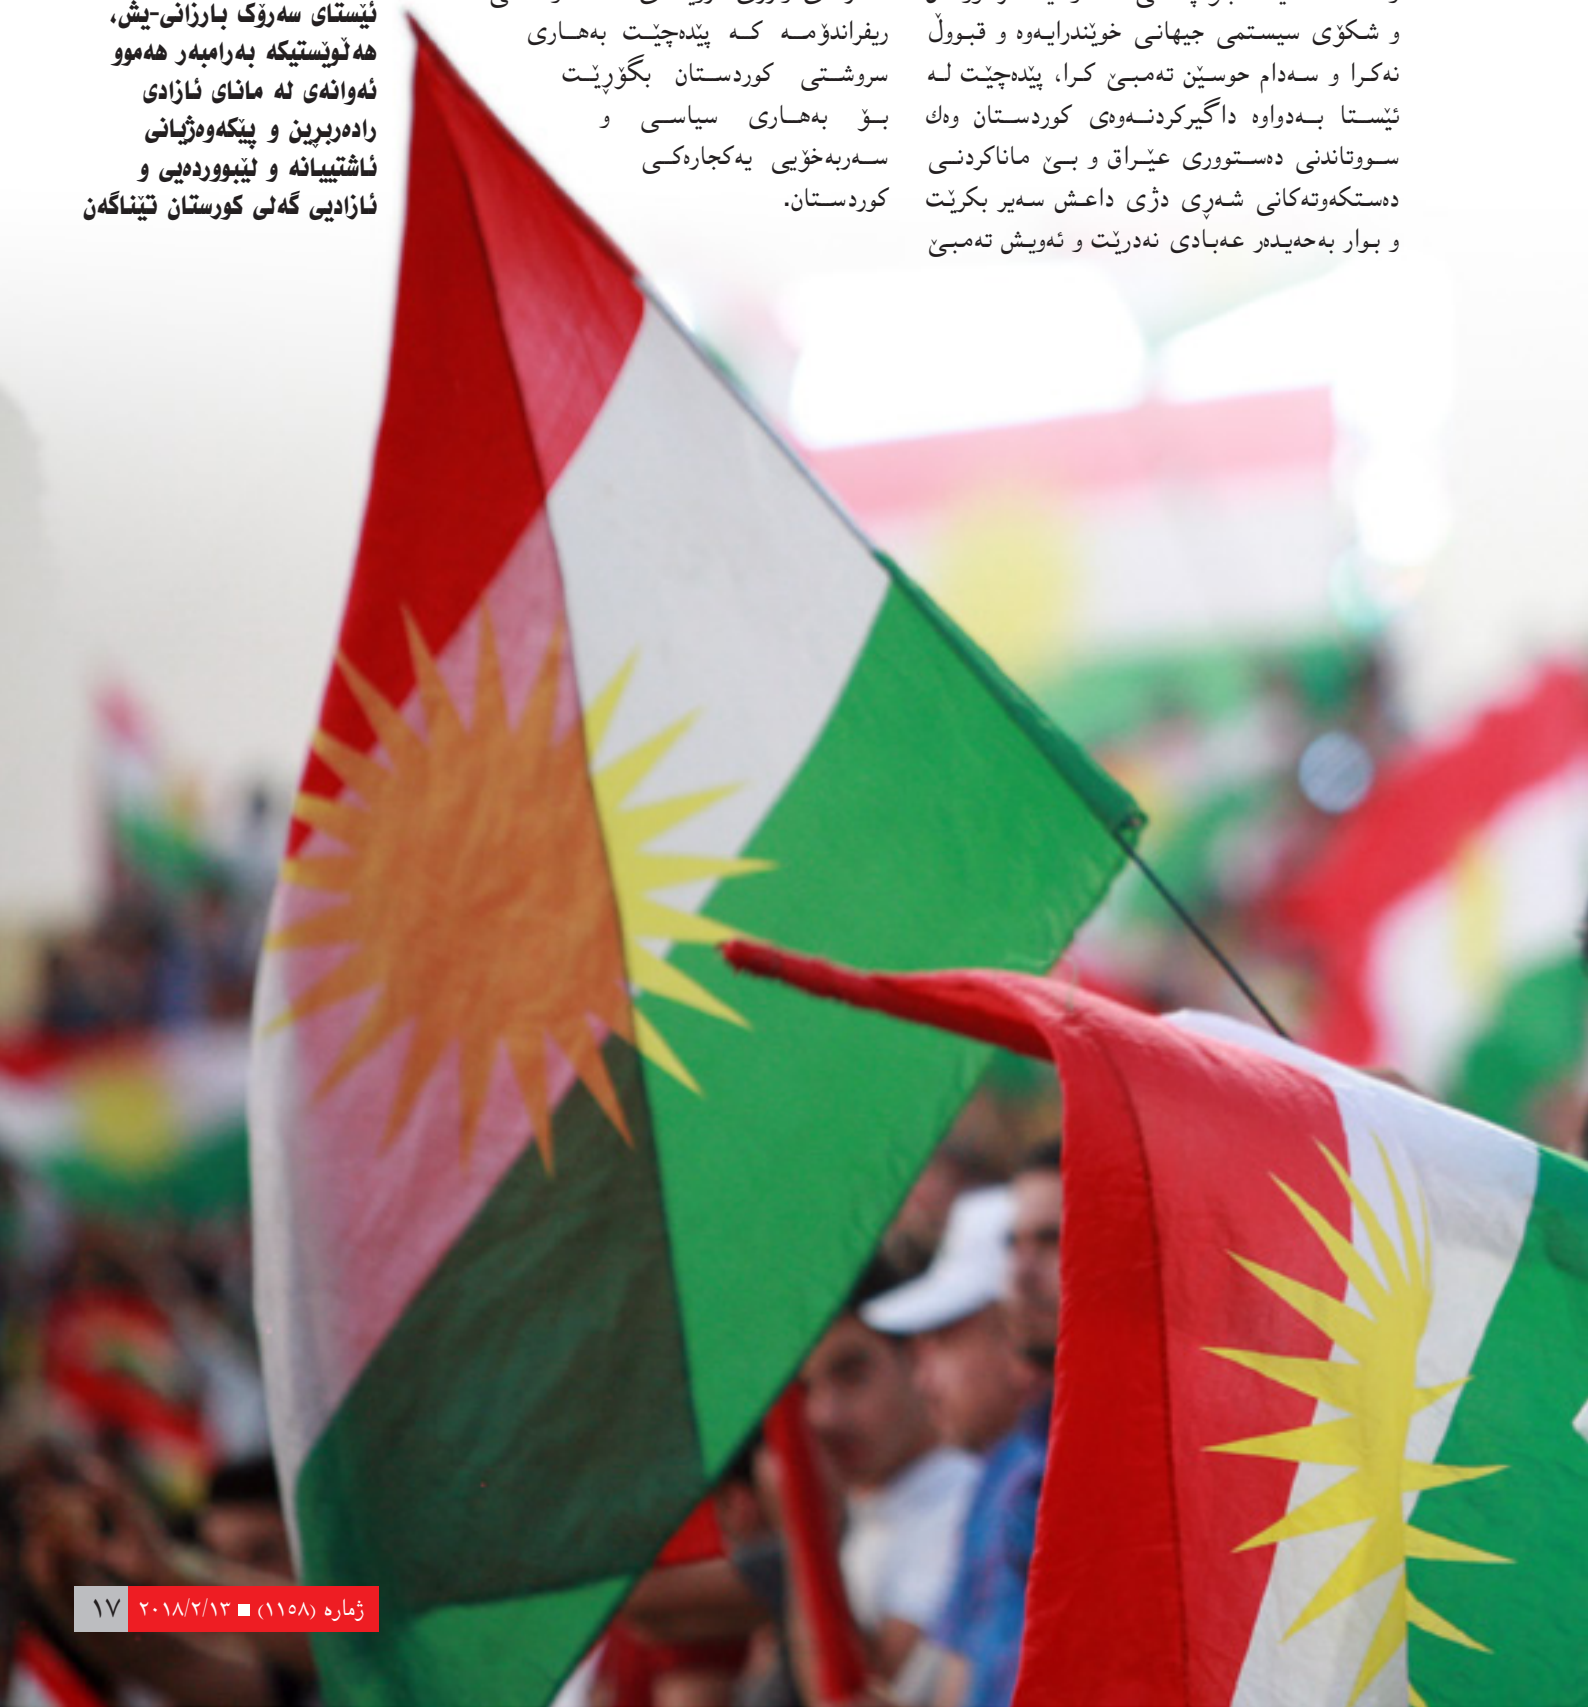 و شکۆی سیستمی جیهانی خوێندرایەوە و قبووڵ
نەکرا و سەدام حوسێن تەمبێ کرا، پێدەچێت لە
ئێستا بەدواوە داگیرکردنەوەی کوردستان وەك
سووتاندنی دەستووری عێراق و بێ ماناکردنی
دەستکەوتەکانی شەڕی دژی داعش سەیر بکرێت
و بوار بەحەیدەر عەبادی نەدرێت و ئەویش تەمبێ
ریفراندۆمە کە پێدەچێت بەهاری
سروشتی کوردستان بگۆڕێت
بۆ بەهاری سیاسی و
سەربەخۆیی یەکجارەکی
کوردستان.
ئێستای سەرۆک بارزانی-یش،
هەڵوێستیکە بەرامبەر هەموو
ئەوانەی لە مانای ئازادی
رادەربڕین و پێکەوەژیانی
ئاشتییانە و لێبووردەیی و
ئازادیی گەلی کورستان تێناگەن
ژمارە (١١٥٨) ■ ٢٠١٨/٢/١٣ ١٧